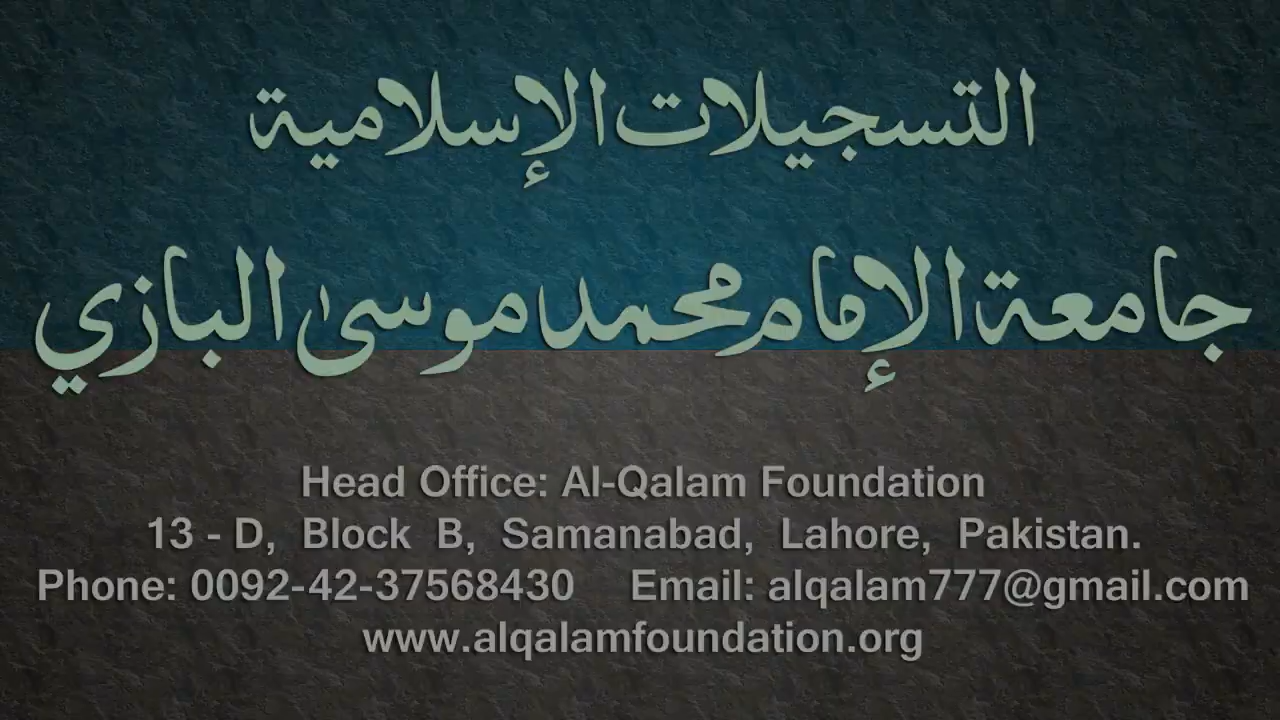 التسجيلات الإسلامية
جامعة الإمام محمد موسىٰ البازي
Head Office: Al-Qalam Foundation
13 - D, Block B, Samanabad, Lahore, Pakistan.
Phone: 0092-42-37568430 Email: alqalam777@gmail.com
www.alqalamfoundation.org